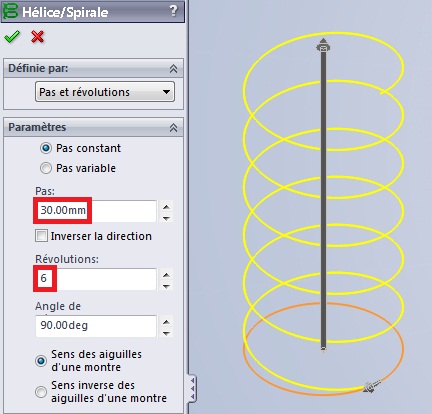 Hélice/Spirale ?
Définie par:
Pas et révolutions
Paramètres
Pas constant
Pas variable
Pas:
30.00mm
Inverser la direction
Révolutions:
6
Angle de
90.00deg
Sens des aiguilles
d'une montre
Sens inverse des
aiguilles d'une montre